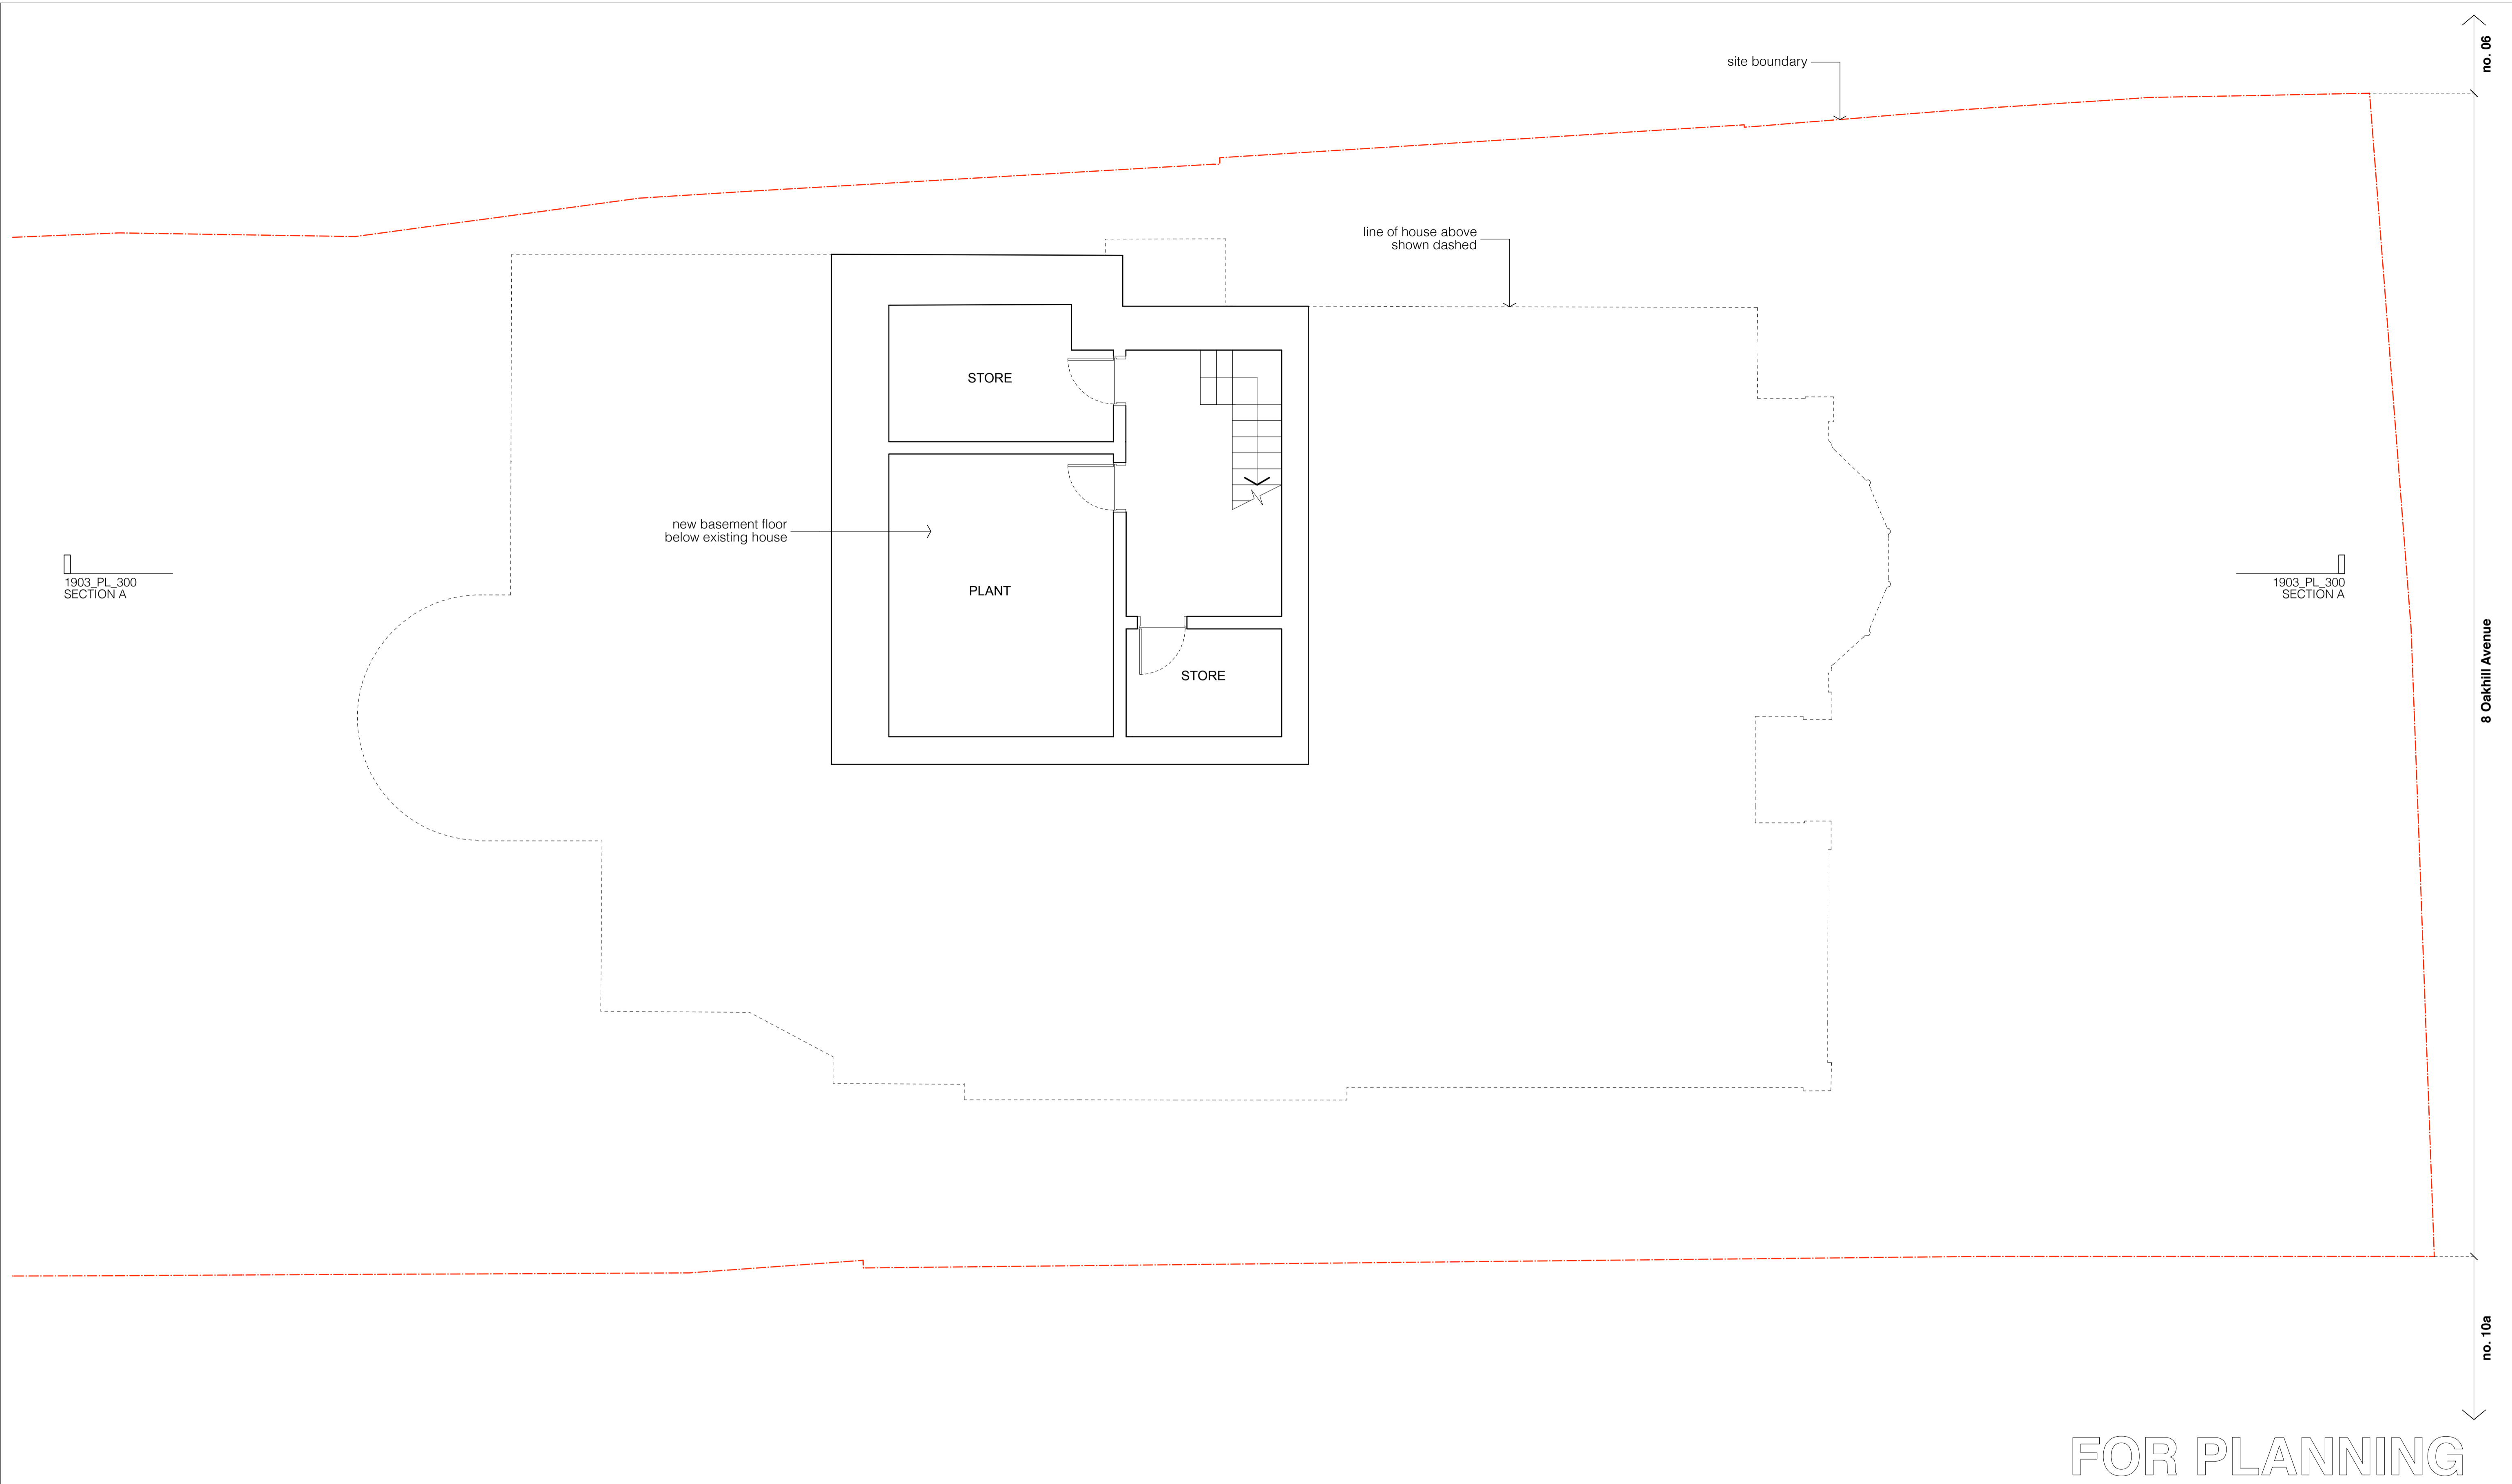 no. 06
site boundary
line of house above
shown dashed
STORE
new basement floor
below existing house
1903_PL_300
SECTION A
PLANT
1903_PL_300
SECTION A
8 Oakhill Avenue
STORE
no. 10a
FOR PLANNING